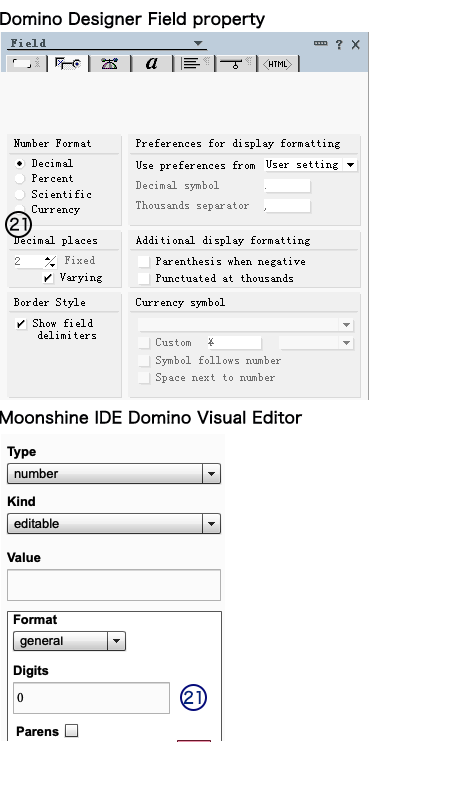 Domino Designer Field property
Field
? X
a <HTML>
Number Format
Decimal
Percent
Scientific
Currency
21
Decimal places
2 Fixed
Varying
Border Style
Show field
delimiters
Preferences for display formatting
Use preferences from User setting
Decimal symbol .
Thousands separator ,
Additional display formatting
Parenthesis when negative
Punctuated at thousands
Currency symbol
Custom ¥
Symbol follows number
Space next to number
Moonshine IDE Domino Visual Editor
Type
number
Kind
editable
Value
Format
general
Digits
0 21
Parens